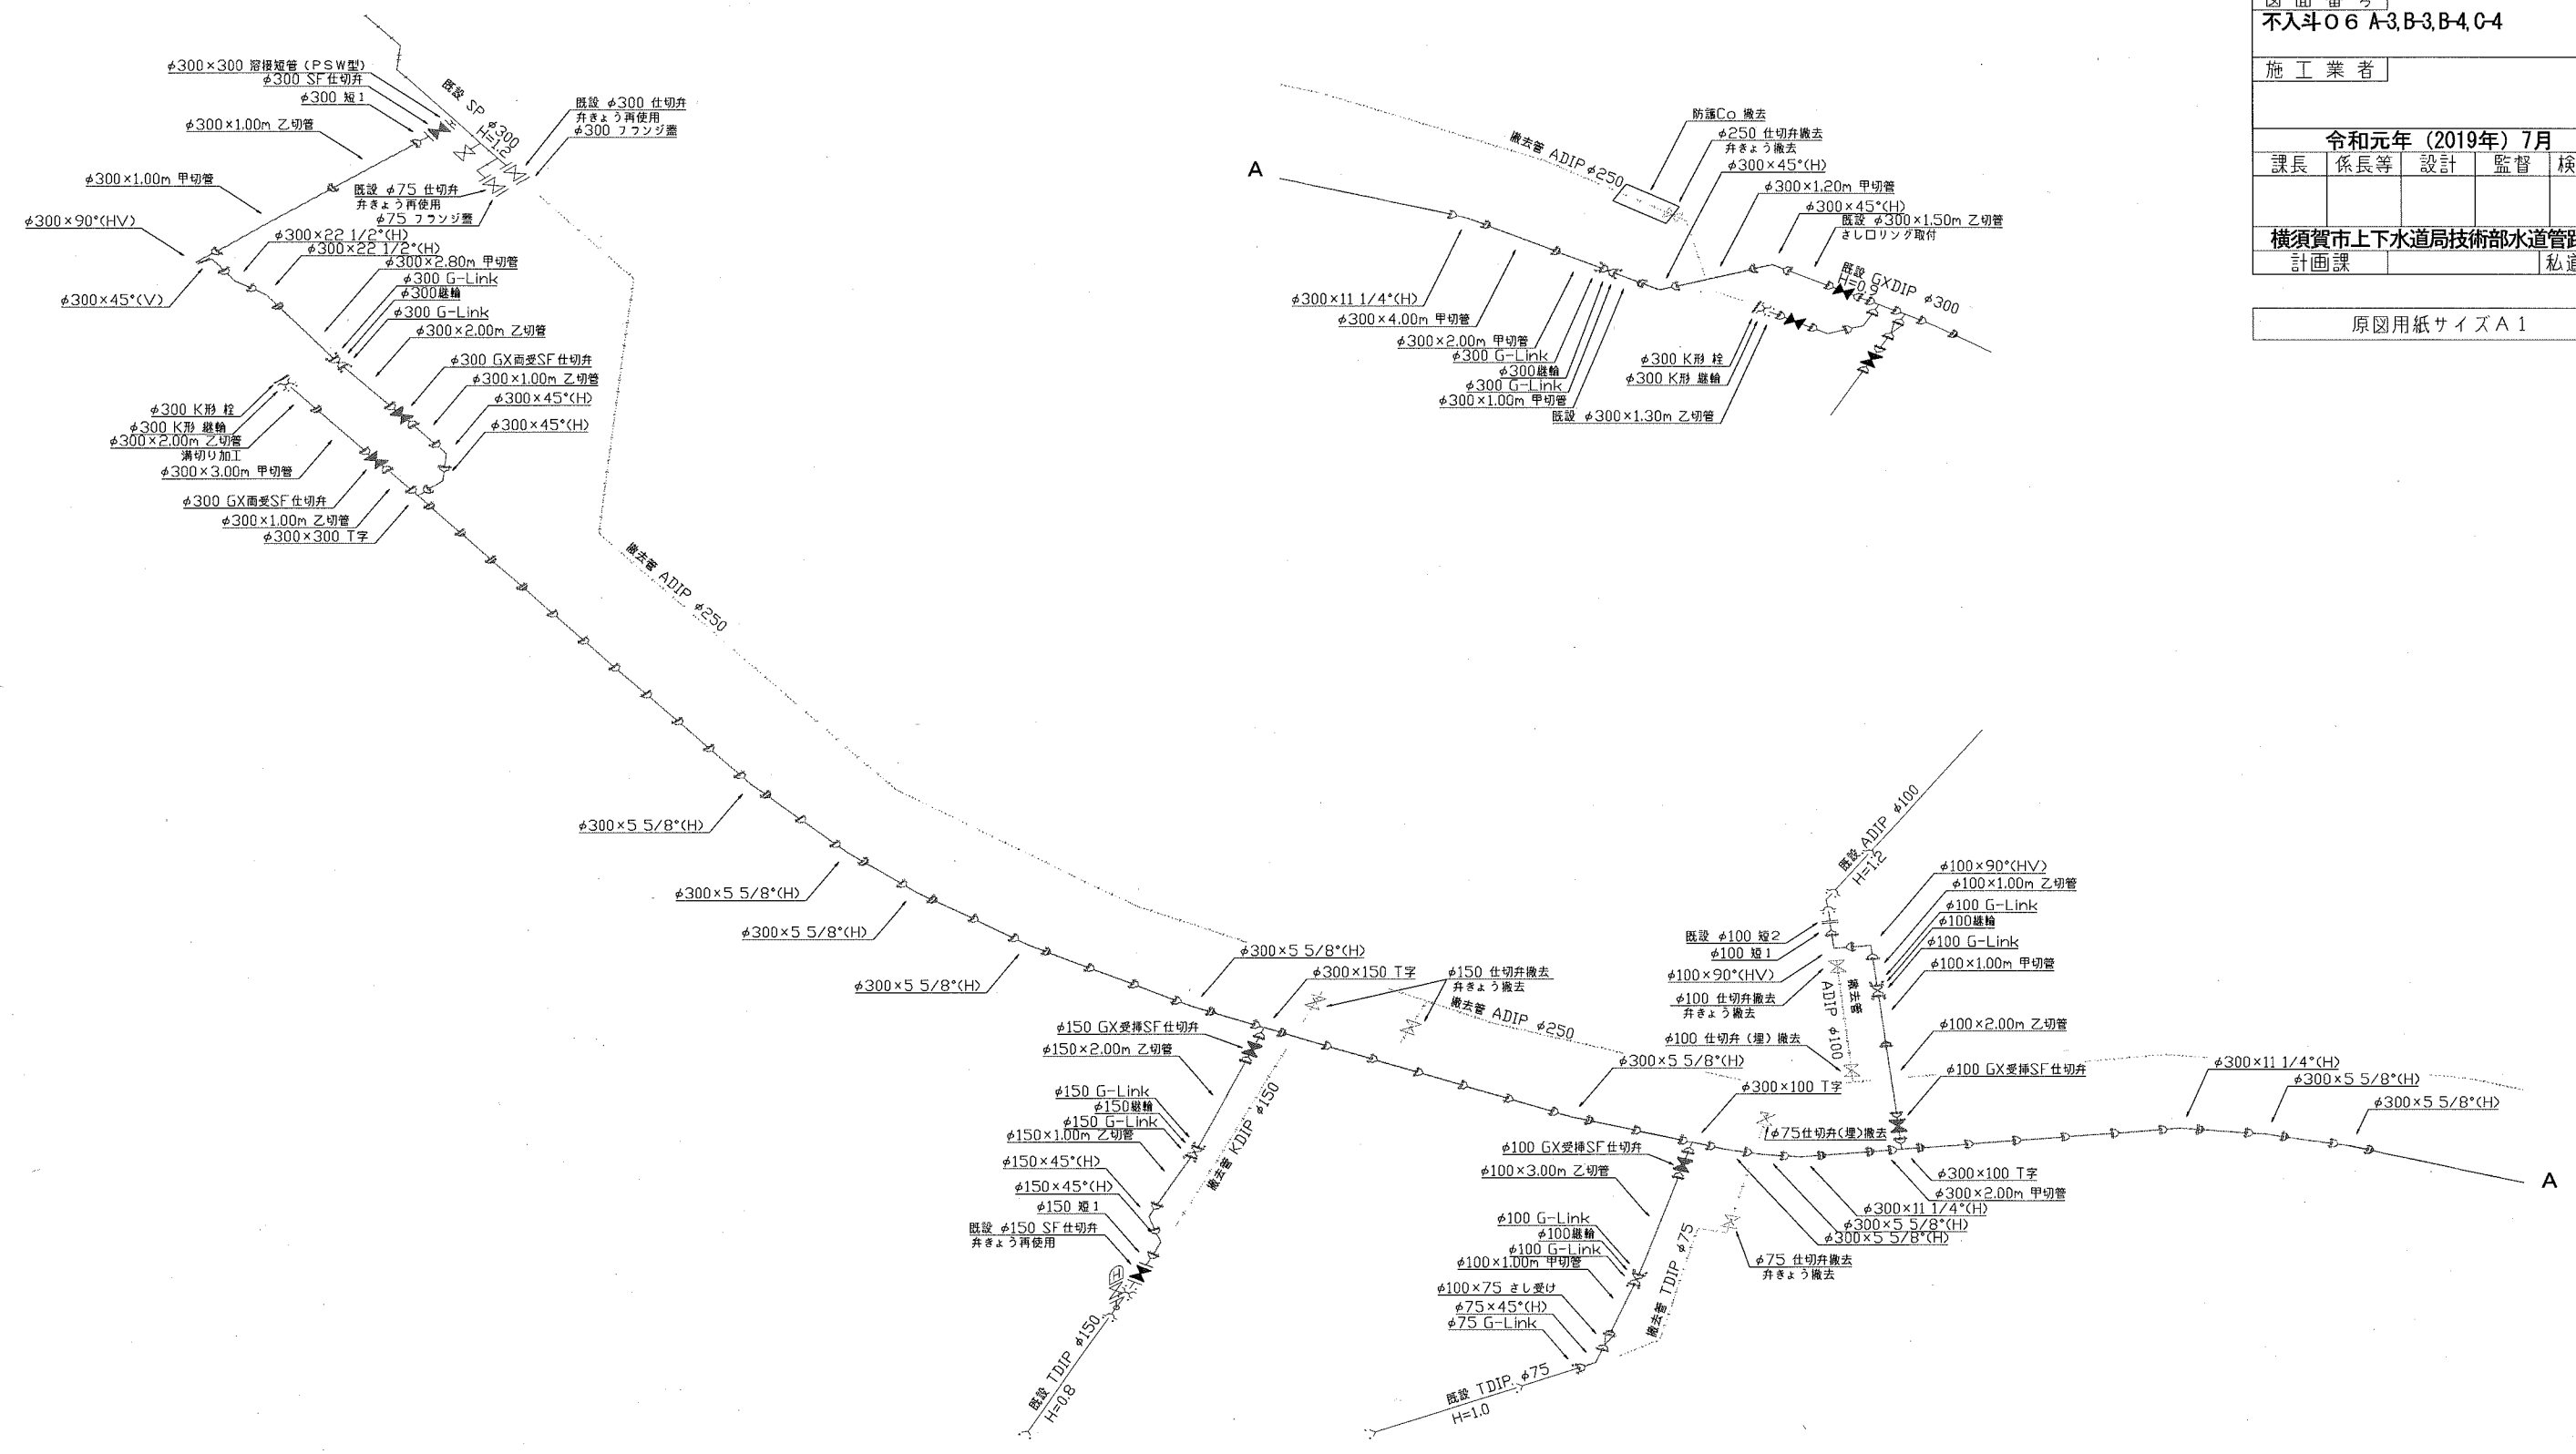 不入斗06 A-3,B-3,B-4,C-4
施工業者
令和元年(2019年)7月
課長 係長等 設計 監督
横須賀市上下水道局技術部水道管
計画課
原図用紙サイズA1
φ300×300 溶接短管(PSW型)
φ300 SF仕切弁
φ300 短1
φ300×1.00m 乙切管
φ300×1.00m 甲切管
φ300×90°(HV)
φ300×45°(V)
既設 SP φ300
H=1.2
既設 φ300 仕切弁
弁きょう再使用
φ300 フランジ蓋
既設 φ75 仕切弁
弁きょう再使用
φ75 フランジ蓋
φ300×22 1/2°(H)
φ300×22 1/2°(H)
φ300×2.80m 甲切管
φ300 G-Link
φ300継輪
φ300 G-Link
φ300×2.00m 乙切管
φ300 GX両受SF仕切弁
φ300×1.00m 乙切管
φ300×45°(H)
φ300×45°(H)
φ300 K形 栓
φ300 K形 継輪
φ300×2.00m 乙切管
溝切り加工
φ300×3.00m 甲切管
φ300 GX両受SF仕切弁
φ300×1.00m 乙切管
φ300×300 T字
撤去管 ADIP φ250
A
撤去管 ADIP φ250
防護Co 撤去
φ250 仕切弁撤去
弁きょう撤去
φ300×45°(H)
φ300×1.20m 甲切管
φ300×45°(H)
既設 φ300×1.50m 乙切管
さし口リング取付
既設 GXDIP φ300
H=0.9
φ300×11 1/4°(H)
φ300×4.00m 甲切管
φ300×2.00m 甲切管
φ300 G-Link
φ300継輪
φ300 G-Link
φ300×1.00m 甲切管
φ300 K形 栓
φ300 K形 継輪
既設 φ300×1.30m 乙切管
φ300×5 5/8°(H)
φ300×5 5/8°(H)
φ300×5 5/8°(H)
φ300×5 5/8°(H)
φ300×5 5/8°(H)
φ300×150 T字
φ150 仕切弁撤去
弁きょう撤去
撤去管 ADIP φ250
φ150 GX受挿SF仕切弁
φ150×2.00m 乙切管
φ150 G-Link
φ150継輪
φ150 G-Link
φ150×1.00m 乙切管
φ150×45°(H)
φ150×45°(H)
φ150 短1
既設 φ150 SF仕切弁
弁きょう再使用
撤去管 KDIP φ150
H
既設 TDIP φ150
H=0.8
φ300×5 5/8°(H)
φ300×100 T字
φ100 GX受挿SF仕切弁
φ100×3.00m 乙切管
φ100 G-Link
φ100継輪
φ100 G-Link
φ100×1.00m 甲切管
φ100×75 さし受け
φ75×45°(H)
φ75 G-Link
既設 TDIP φ75
H=1.0
撤去管 TDIP φ75
φ75仕切弁(埋)撤去
φ75 仕切弁撤去
弁きょう撤去
既設 ADIP φ100
H=1.2
φ100×90°(HV)
φ100×1.00m 乙切管
φ100 G-Link
φ100継輪
φ100 G-Link
φ100×1.00m 甲切管
φ100×2.00m 乙切管
φ100 GX受挿SF仕切弁
既設 φ100 短2
φ100 短1
φ100×90°(HV)
φ100 仕切弁撤去
弁きょう撤去
φ100 仕切弁(埋)撤去
撤去管
ADIP φ100
φ300×11 1/4°(H)
φ300×5 5/8°(H)
φ300×5 5/8°(H)
φ300×100 T字
φ300×2.00m 甲切管
φ300×11 1/4°(H)
φ300×5 5/8°(H)
φ300×5 5/8°(H)
A